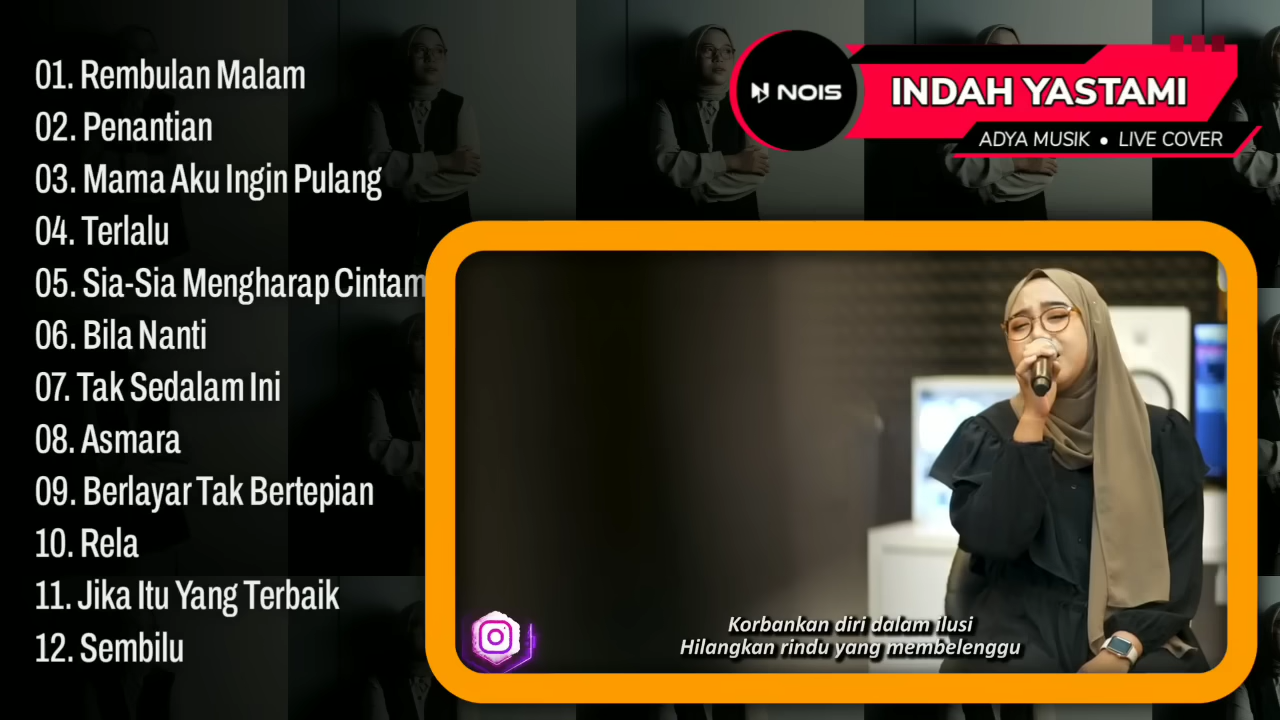 01. Rembulan Malam
02. Penantian
03. Mama Aku Ingin Pulang
04. Terlalu
05. Sia-Sia Mengharap Cintam
06. Bila Nanti
07. Tak Sedalam Ini
08. Asmara
09. Berlayar Tak Bertepian
10. Rela
11. Jika Itu Yang Terbaik
12. Sembilu
NOIS
INDAH YASTAMI
ADYA MUSIK • LIVE COVER
Korbankan diri dalam ilusi
Hilangkan rindu yang membelenggu